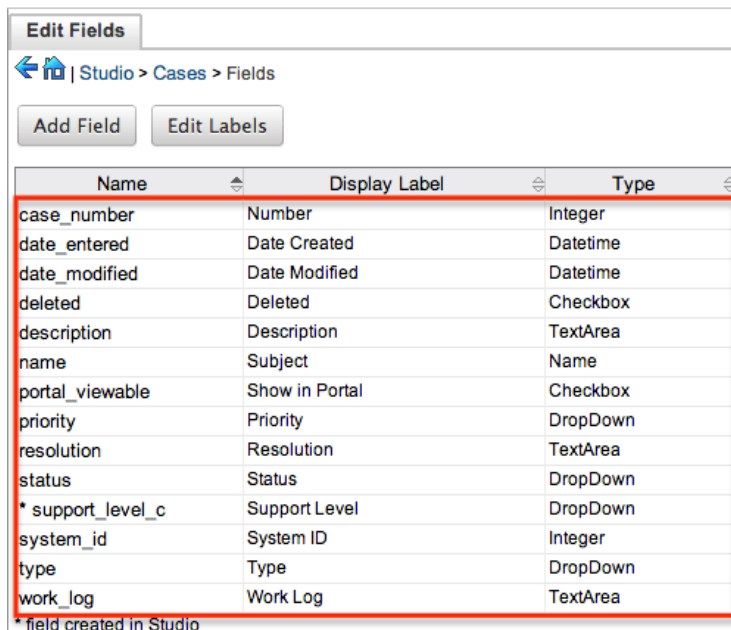 Edit Fields
| Studio > Cases > Fields
Add Field Edit Labels
Name Display Label Type
case_number Number Integer
date_entered Date Created Datetime
date_modified Date Modified Datetime
deleted Deleted Checkbox
description Description TextArea
name Subject Name
portal_viewable Show in Portal Checkbox
priority Priority DropDown
resolution Resolution TextArea
status Status DropDown
* support_level_c Support Level DropDown
system_id System ID Integer
type Type DropDown
work_log Work Log TextArea
* field created in Studio